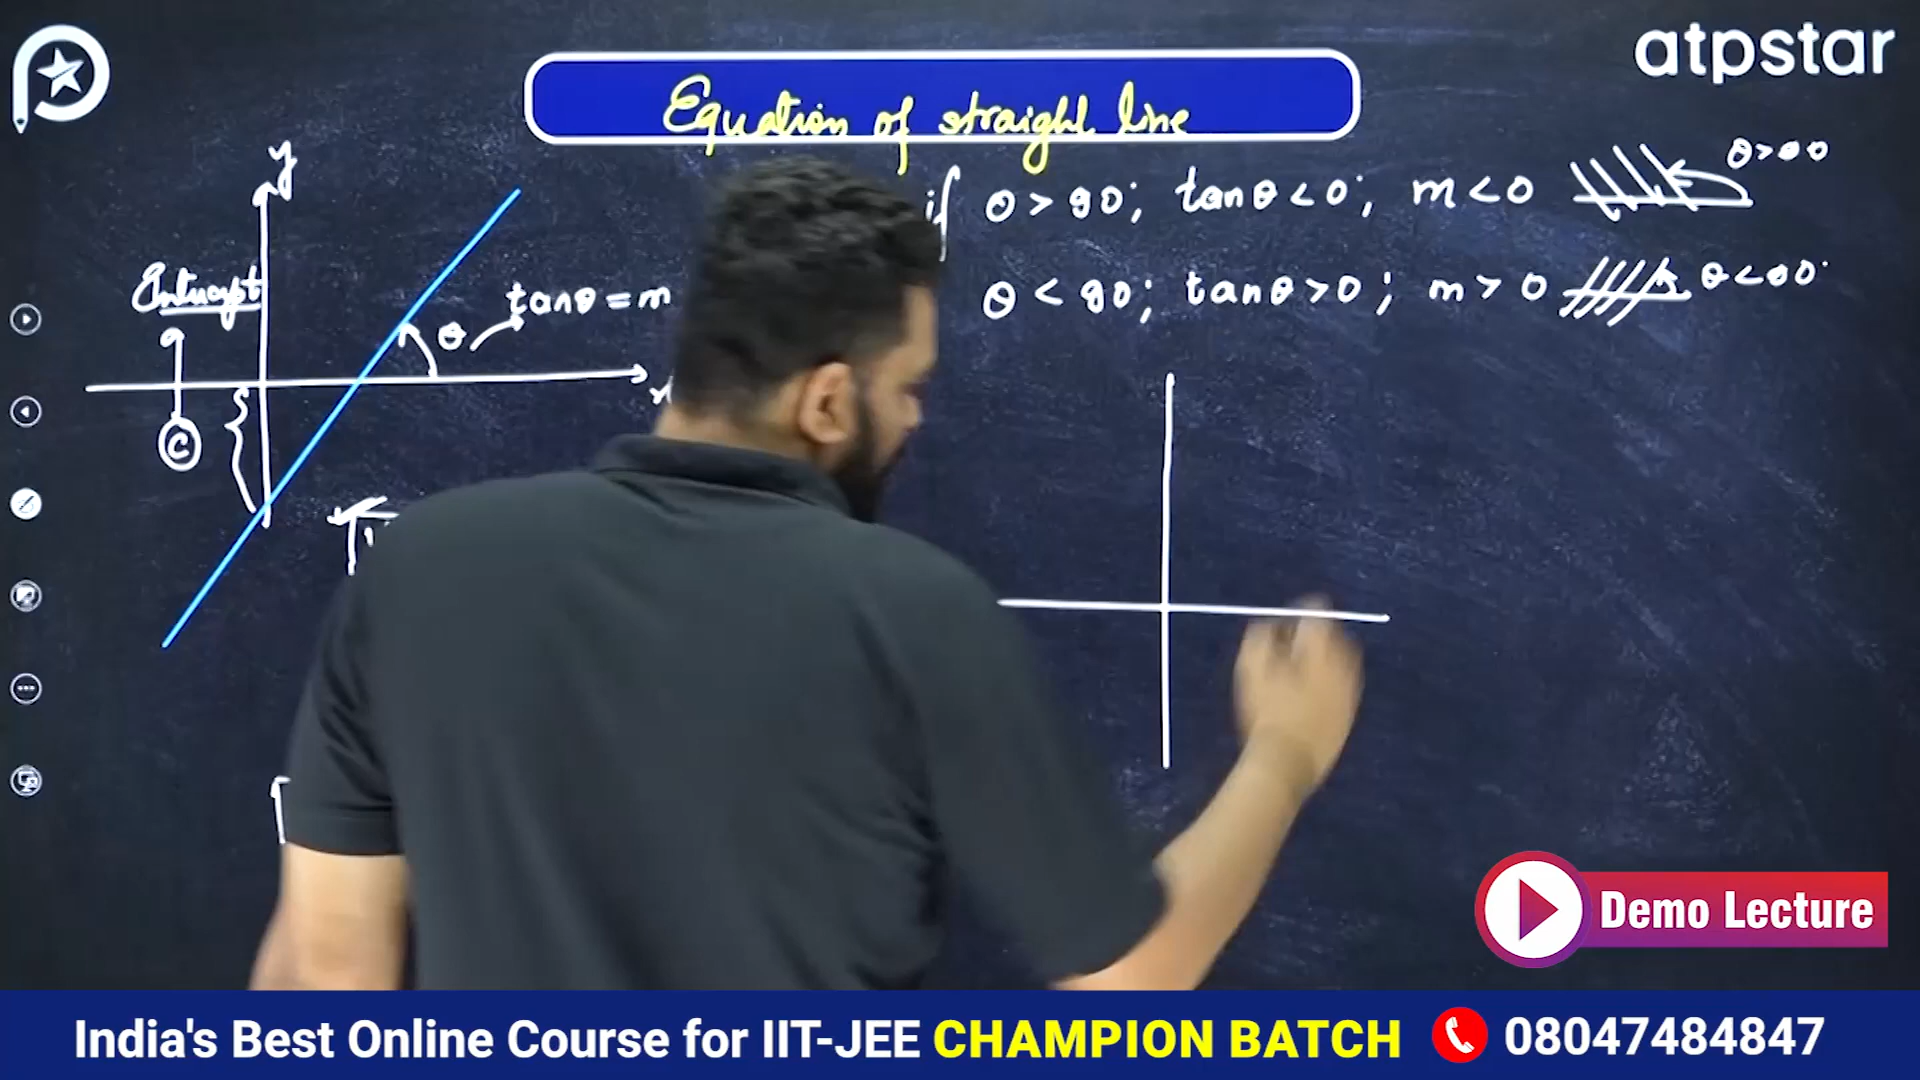 atpstar
Equation of straight line
y
if θ > 90; tanθ < 0; m < 0
θ > 90
Intercept
θ < 90; tanθ > 0; m > 0
θ < 90°
tanθ = m
θ
x
C
Demo Lecture
India's Best Online Course for IIT-JEE CHAMPION BATCH 08047484847